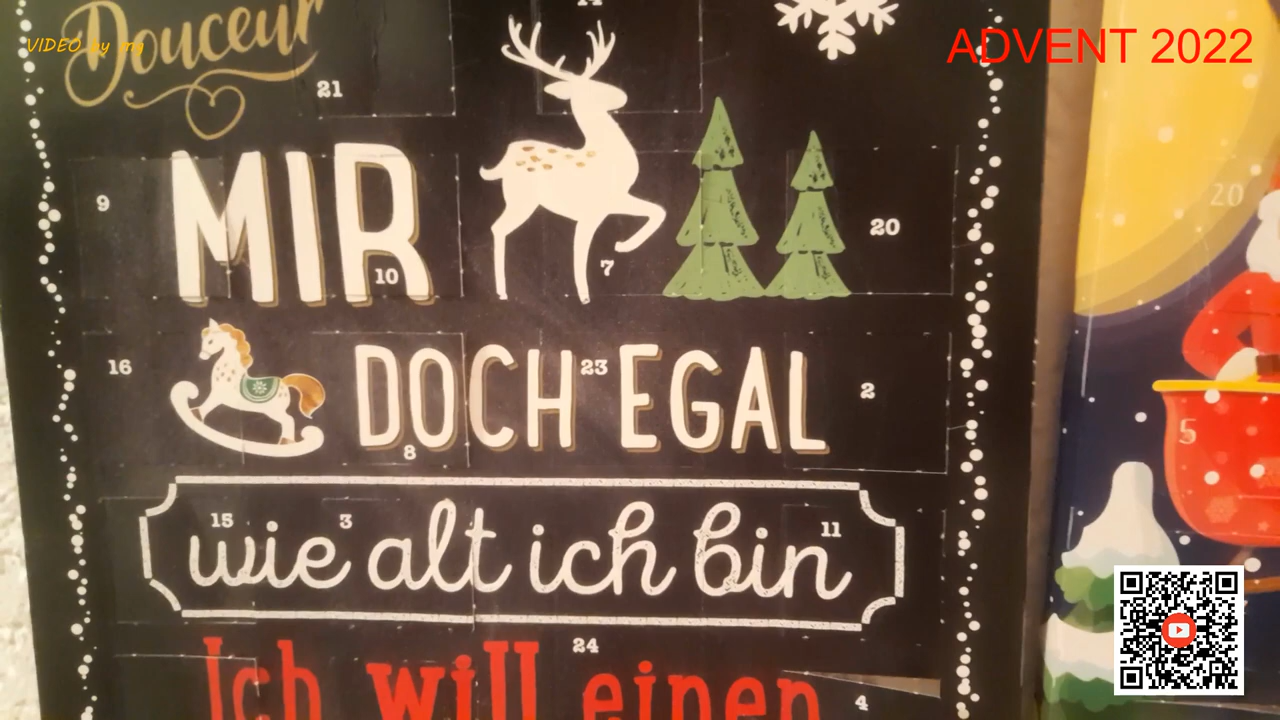 VIDEO by mg
ADVENT 2022
Douceur
21
MIR
9
10
7
20
20
16
DOCH EGAL
23
2
8
5
15
3
11
wie alt ich bin
24
Ich will einen
4